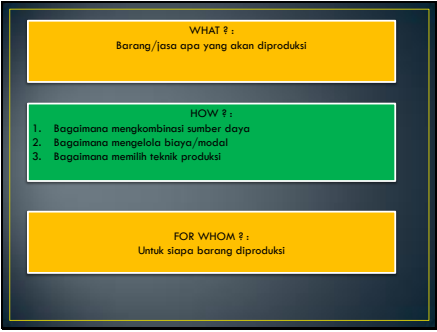 WHAT ? :
Barang/jasa apa yang akan diproduksi
HOW ? :
1. Bagaimana mengkombinasi sumber daya
2. Bagaimana mengelola biaya/modal
3. Bagaimana memilih teknik produksi
FOR WHOM ? :
Untuk siapa barang diproduksi